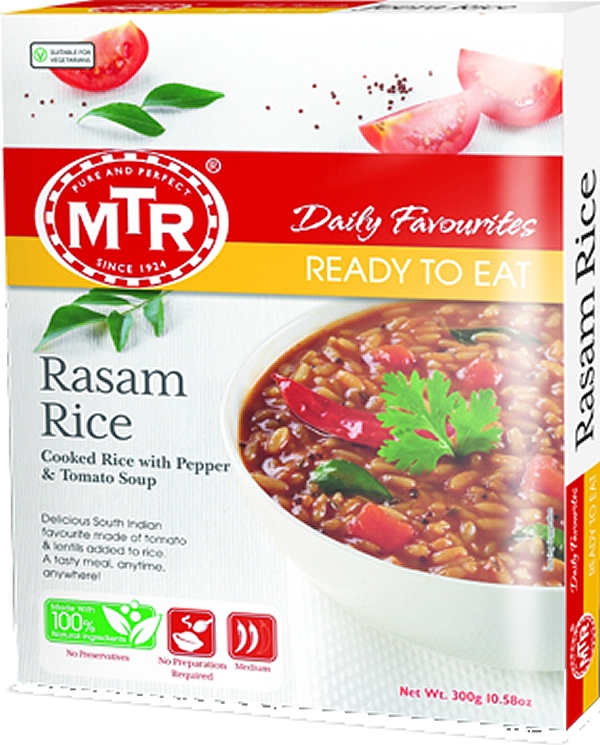 Jeera Rice
SUITABLE FOR
VEGETARIANS
PURE AND PERFECT
MTR
SINCE 1924
®
Daily Favourites
READY TO EAT
Rasam
Rice
Cooked Rice with Pepper
& Tomato Soup
Delicious South Indian
favourite made of tomato
& lentils added to rice.
A tasty meal, anytime,
anywhere!
Made With
100%
Natural Ingredients
No Preservatives
No Preparation
Required
Medium
Net Wt. 300g 10.58oz
Rasam Rice
Daily Favourites
READY TO EAT
MTR